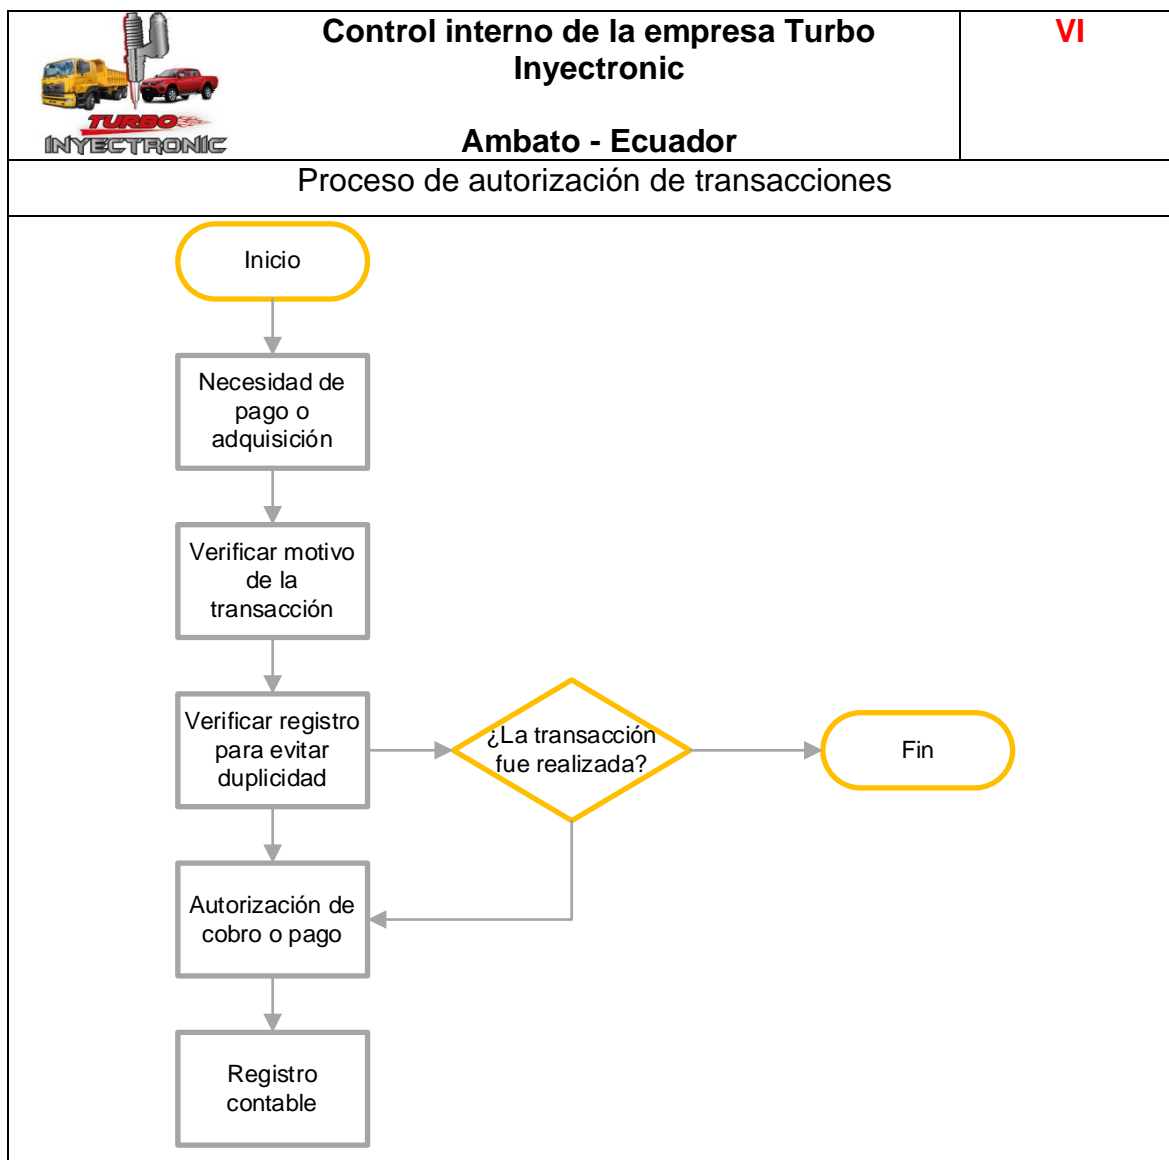 Control interno de la empresa Turbo
Inyectronic
Ambato - Ecuador
VI
TURBO
INYECTRONIC
Proceso de autorización de transacciones
Inicio
Necesidad de
pago o
adquisición
Verificar motivo
de la
transacción
Verificar registro
para evitar
duplicidad
¿La transacción
fue realizada?
Fin
Autorización de
cobro o pago
Registro
contable